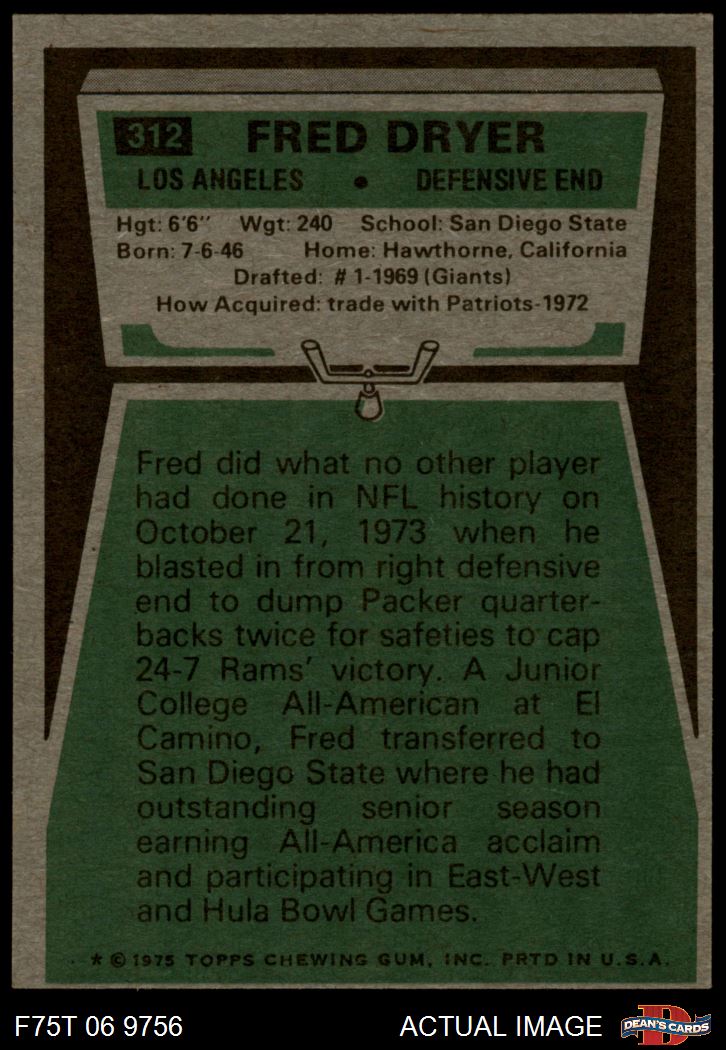 312 FRED DRYER
LOS ANGELES • DEFENSIVE END
Hgt: 6'6" Wgt: 240 School: San Diego State
Born: 7-6-46 Home: Hawthorne, California
Drafted: # 1-1969 (Giants)
How Acquired: trade with Patriots-1972
Fred did what no other player
had done in NFL history on
October 21, 1973 when he
blasted in from right defensive
end to dump Packer quarter-
backs twice for safeties to cap
24-7 Rams' victory. A Junior
College All-American at El
Camino, Fred transferred to
San Diego State where he had
outstanding senior season
earning All-America acclaim
and participating in East-West
and Hula Bowl Games.
* © 1975 TOPPS CHEWING GUM, INC. PRTD IN U.S.A.
F75T 06 9756 ACTUAL IMAGE D DEAN'S CARDS